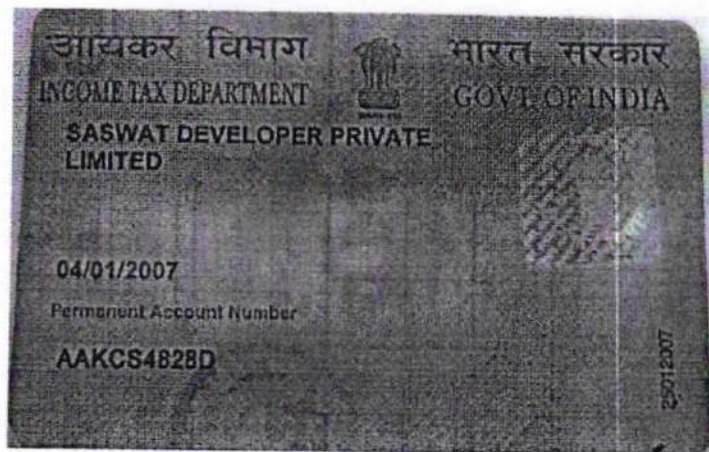 आयकर विभाग
भारत सरकार
INCOME TAX DEPARTMENT
GOVT. OF INDIA
SASWAT DEVELOPER PRIVATE
LIMITED
04/01/2007
Permanent Account Number
AAKCS4828D
25012007